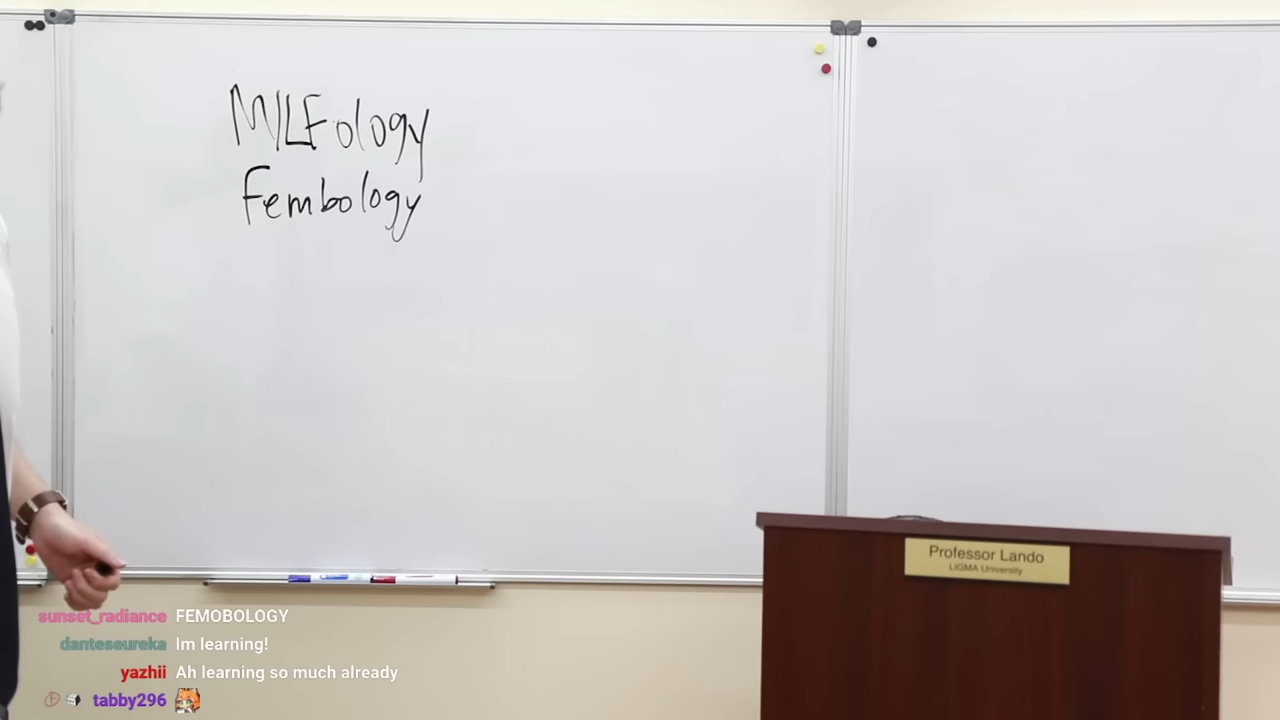 MILFology
Fembology
Professor Lando
LIGMA University
sunset_radiance FEMOBOLOGY
danteseureka Im learning!
yazhii Ah learning so much already
tabby296